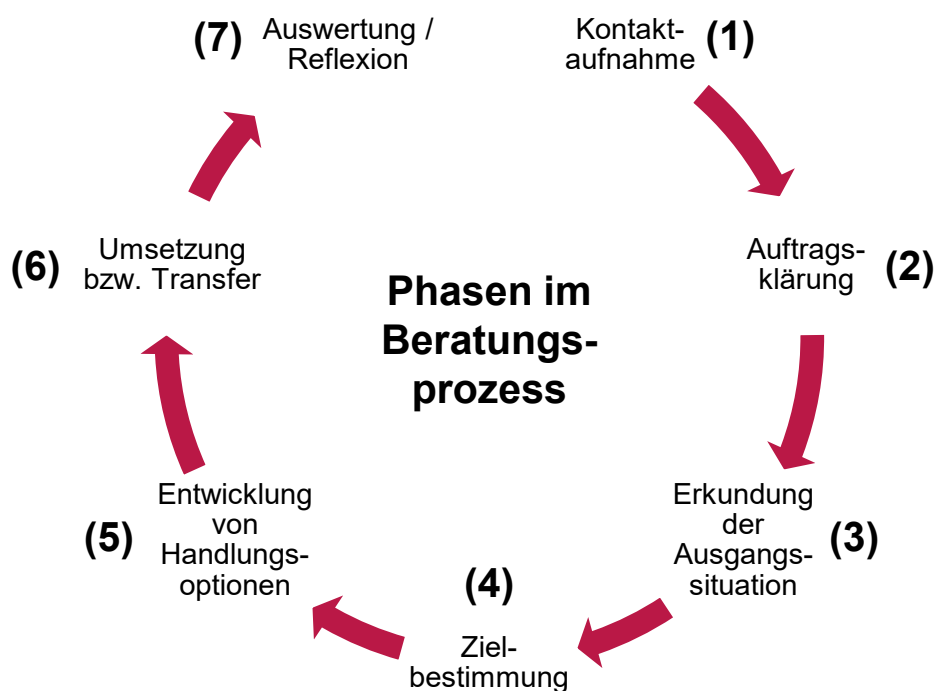 Phasen im
Beratungs-
prozess
Kontakt-
aufnahme
(1)
Auftrags-
klärung
(2)
Erkundung
der
Ausgangs-
situation
(3)
(4)
Ziel-
bestimmung
(5)
Entwicklung
von
Handlungs-
optionen
(6)
Umsetzung
bzw. Transfer
(7)
Auswertung /
Reflexion